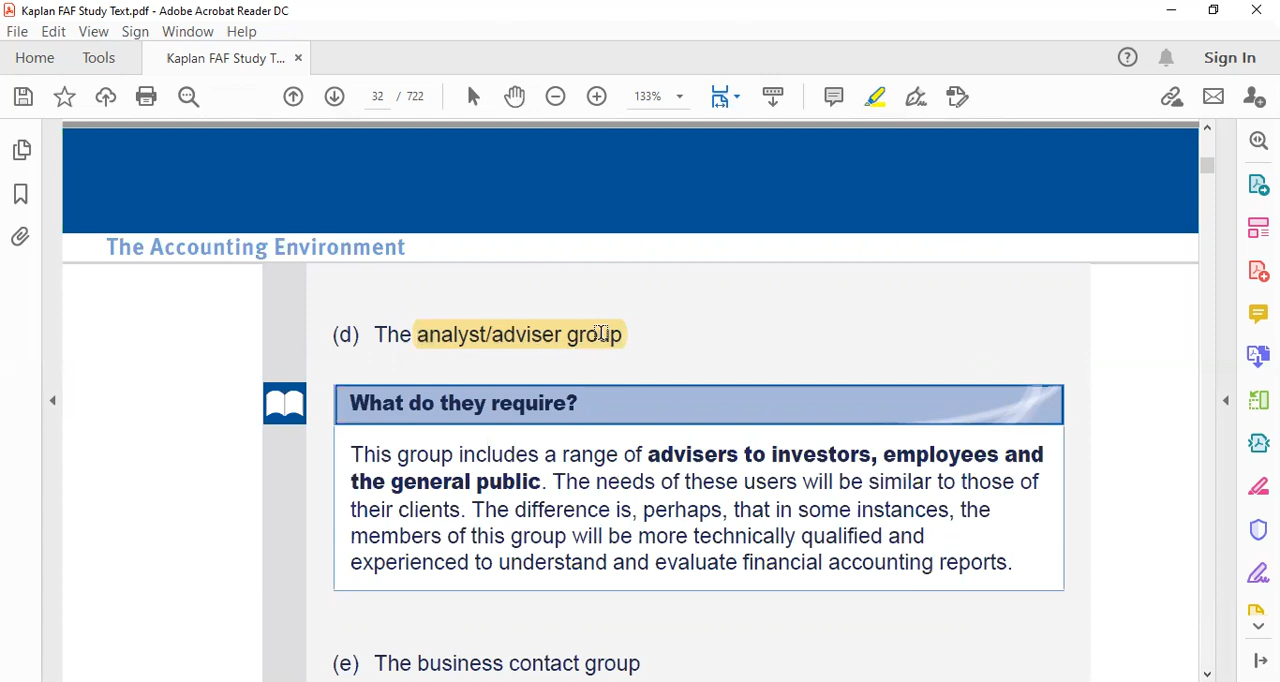 Kaplan FAF Study Text.pdf - Adobe Acrobat Reader DC
File Edit View Sign Window Help
Home Tools Kaplan FAF Study T... × Sign In
32 / 722 133%
The Accounting Environment
(d) The analyst/adviser group
What do they require?
This group includes a range of advisers to investors, employees and
the general public. The needs of these users will be similar to those of
their clients. The difference is, perhaps, that in some instances, the
members of this group will be more technically qualified and
experienced to understand and evaluate financial accounting reports.
(e) The business contact group